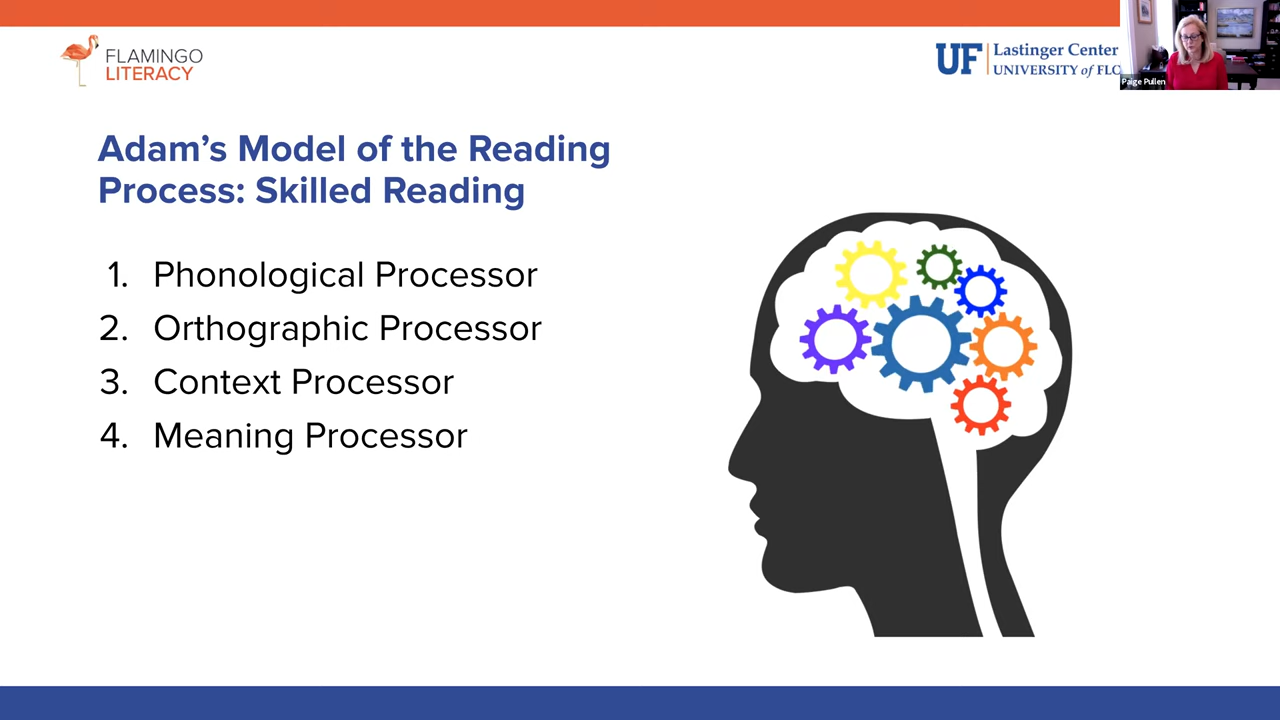 FLAMINGO
LITERACY
UF Lastinger Center
UNIVERSITY of FLO
Paige Pullen
Adam's Model of the Reading
Process: Skilled Reading
1. Phonological Processor
2. Orthographic Processor
3. Context Processor
4. Meaning Processor